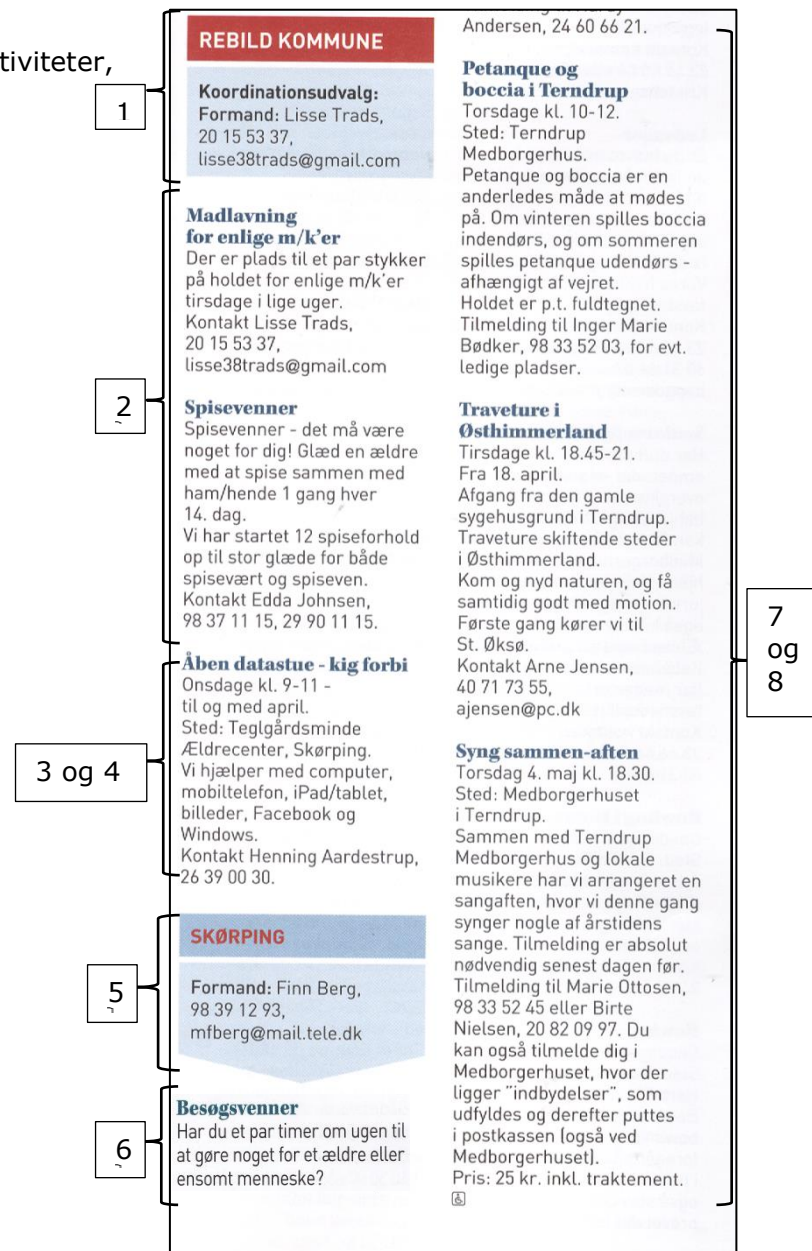 tiviteter,
1
2
3 og 4
5
6
REBILD KOMMUNE
Koordinationsudvalg:
Formand: Lisse Trads,
20 15 53 37,
lisse38trads@gmail.com
Madlavning
for enlige m/k'er
Der er plads til et par stykker
på holdet for enlige m/k'er
tirsdage i lige uger.
Kontakt Lisse Trads,
20 15 53 37,
lisse38trads@gmail.com
Spisevenner
Spisevenner - det må være
noget for dig! Glæd en ældre
med at spise sammen med
ham/hende 1 gang hver
14. dag.
Vi har startet 12 spiseforhold
op til stor glæde for både
spisevært og spiseven.
Kontakt Edda Johnsen,
98 37 11 15, 29 90 11 15.
Åben datastue - kig forbi
Onsdage kl. 9-11 -
til og med april.
Sted: Teglgårdsminde
Ældrecenter, Skørping.
Vi hjælper med computer,
mobiltelefon, iPad/tablet,
billeder, Facebook og
Windows.
Kontakt Henning Aardestrup,
26 39 00 30.
SKØRPING
Formand: Finn Berg,
98 39 12 93,
mfberg@mail.tele.dk
Besøgsvenner
Har du et par timer om ugen til
at gøre noget for et ældre eller
ensomt menneske?
Andersen, 24 60 66 21.
Petanque og
boccia i Terndrup
Torsdage kl. 10-12.
Sted: Terndrup
Medborgerhus.
Petanque og boccia er en
anderledes måde at mødes
på. Om vinteren spilles boccia
indendørs, og om sommeren
spilles petanque udendørs -
afhængigt af vejret.
Holdet er p.t. fuldtegnet.
Tilmelding til Inger Marie
Bødker, 98 33 52 03, for evt.
ledige pladser.
Traveture i
Østhimmerland
Tirsdage kl. 18.45-21.
Fra 18. april.
Afgang fra den gamle
sygehusgrund i Terndrup.
Traveture skiftende steder
i Østhimmerland.
Kom og nyd naturen, og få
samtidig godt med motion.
Første gang kører vi til
St. Øksø.
Kontakt Arne Jensen,
40 71 73 55,
ajensen@pc.dk
Syng sammen-aften
Torsdag 4. maj kl. 18.30.
Sted: Medborgerhuset
i Terndrup.
Sammen med Terndrup
Medborgerhus og lokale
musikere har vi arrangeret en
sangaften, hvor vi denne gang
synger nogle af årstidens
sange. Tilmelding er absolut
nødvendig senest dagen før.
Tilmelding til Marie Ottosen,
98 33 52 45 eller Birte
Nielsen, 20 82 09 97. Du
kan også tilmelde dig i
Medborgerhuset, hvor der
ligger "indbydelser", som
udfyldes og derefter puttes
i postkassen (også ved
Medborgerhuset).
Pris: 25 kr. inkl. traktement.
7
og
8